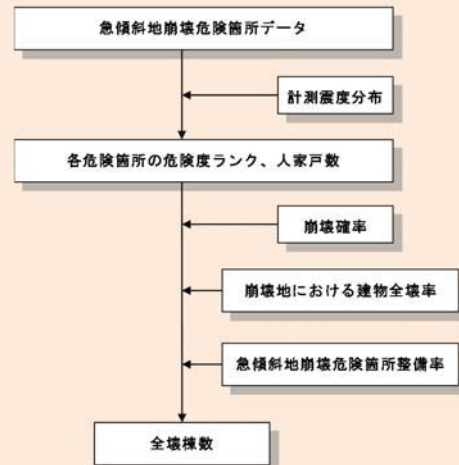 急傾斜地崩壊危険箇所データ
計測震度分布
各危険箇所の危険度ランク、人家戸数
崩壊確率
崩壊地における建物全壊率
急傾斜地崩壊危険箇所整備率
全壊棟数